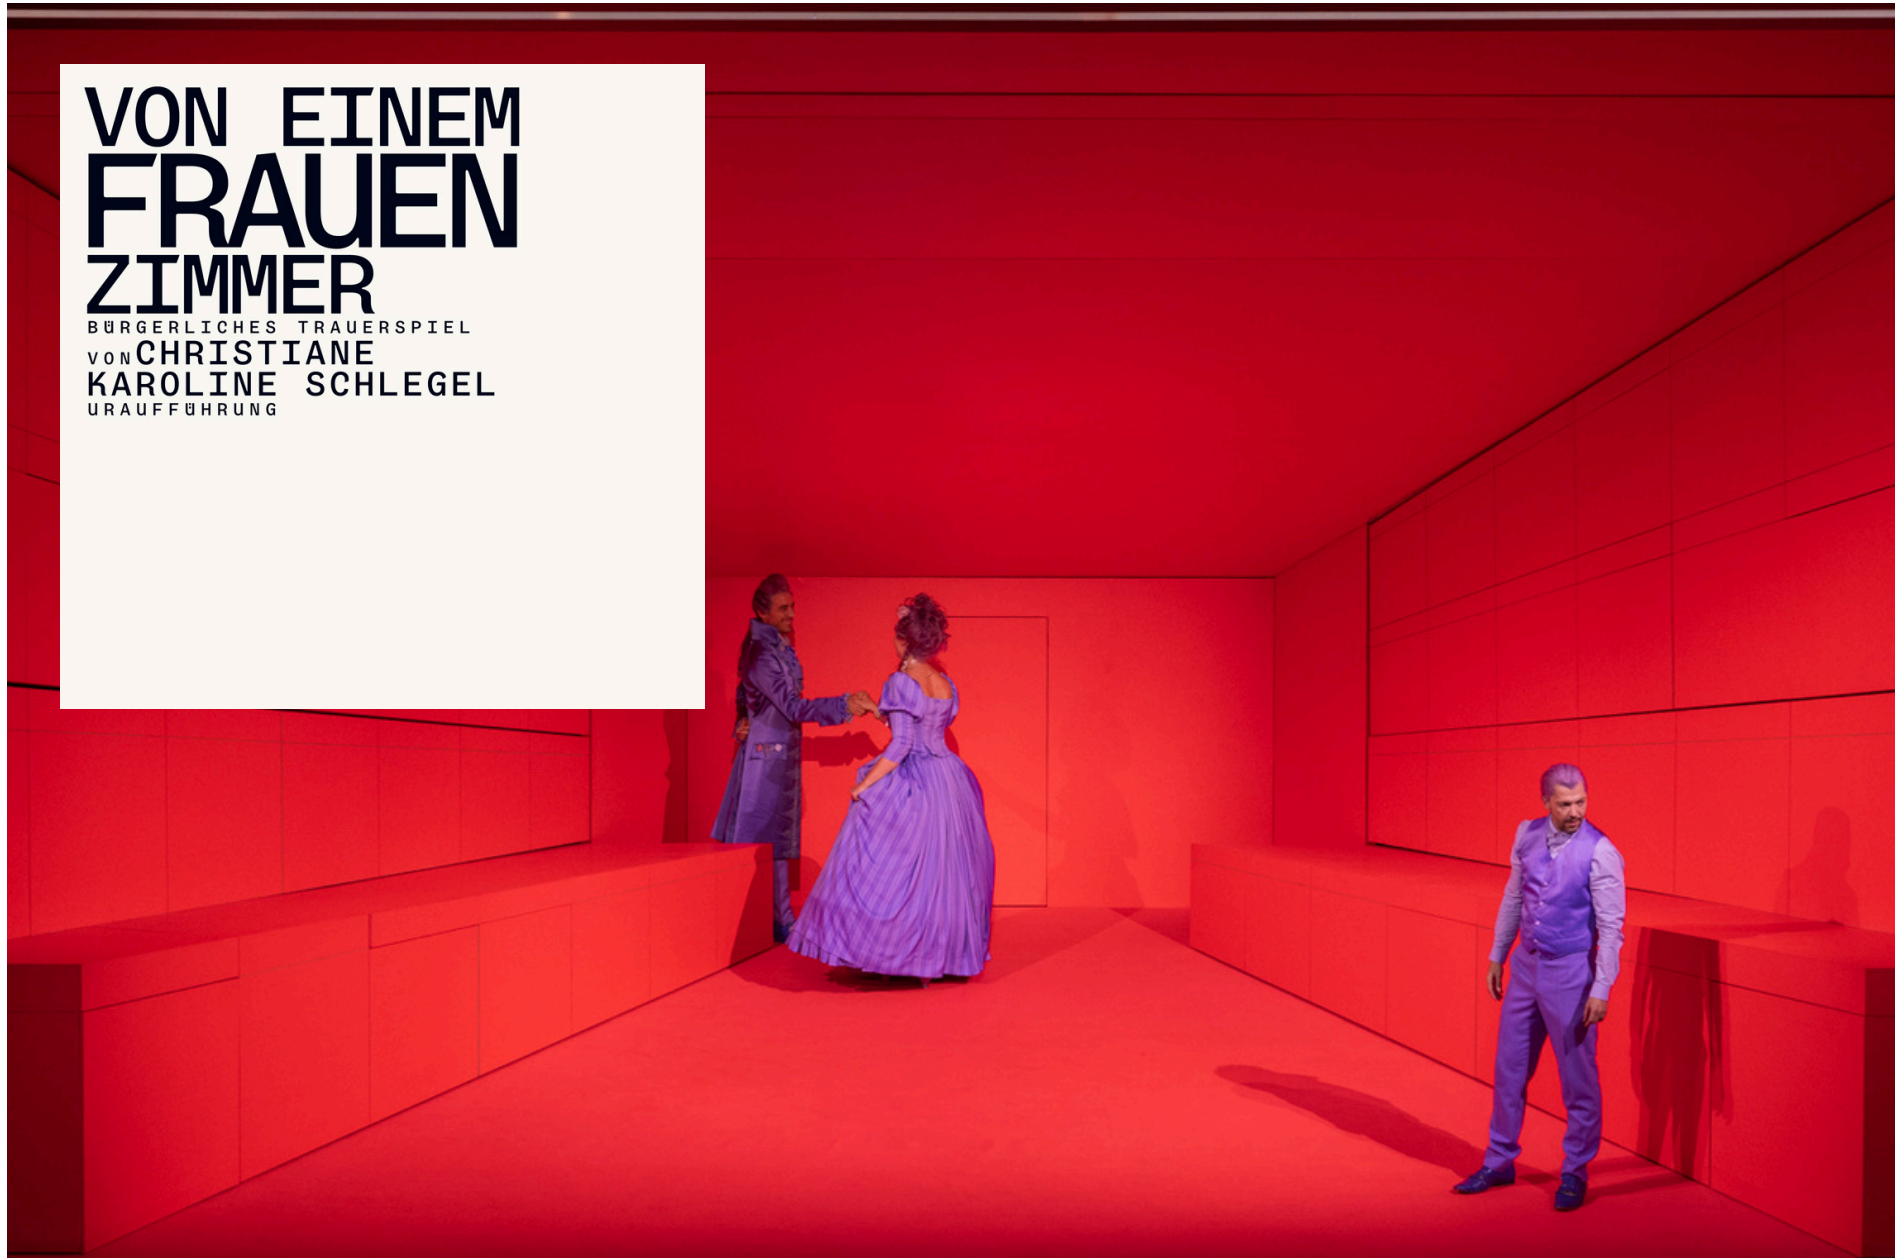 VON EINEM
FRAUEN
ZIMMER
BÜRGERLICHES TRAUERSPIEL
VON CHRISTIANE
KAROLINE SCHLEGEL
URAUFFÜHRUNG